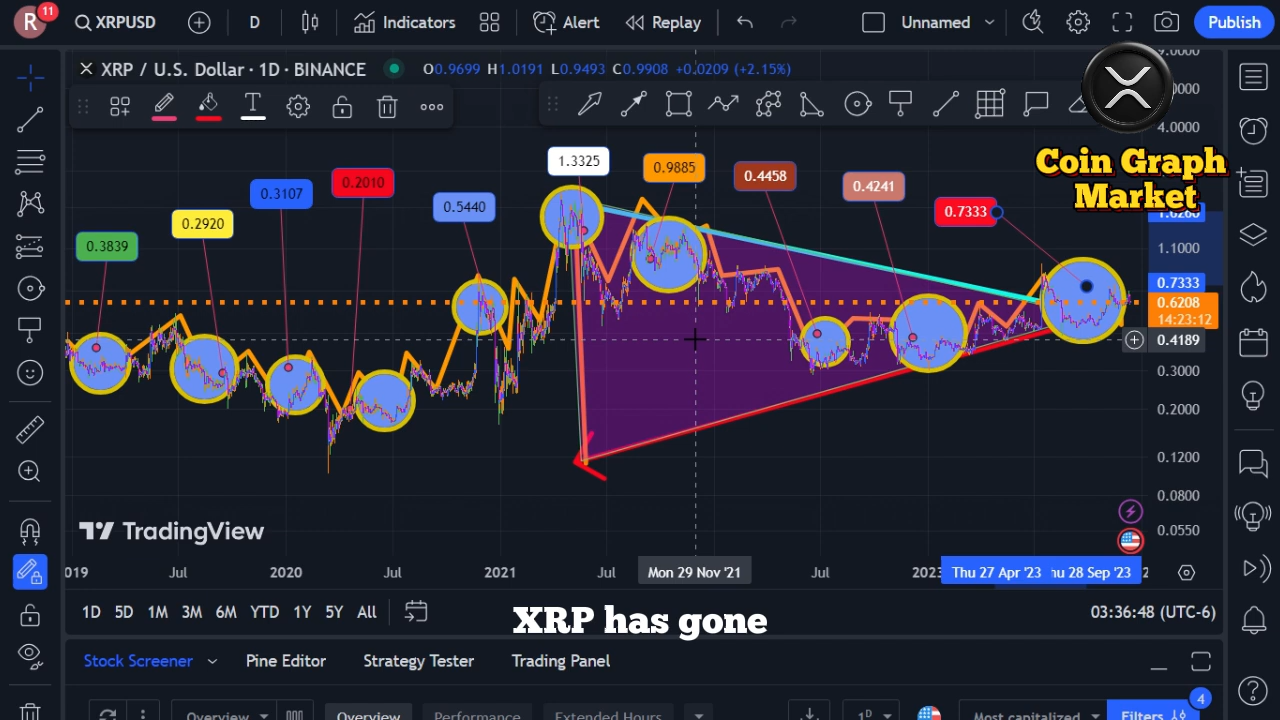 R
11
XRPUSD
D
Indicators
Alert
Replay
Unnamed
Publish
XRP / U.S. Dollar · 1D · BINANCE
O0.9699 H1.0191 L0.9493 C0.9908 +0.0209 (+2.15%)
T
Coin Graph
Market
4.0000
1.1000
0.7333
0.6208
14:23:12
0.4189
0.3000
0.2000
0.1200
0.0800
0.0550
0.3839
0.2920
0.3107
0.2010
0.5440
1.3325
0.9885
0.4458
0.4241
0.7333
TradingView
Jul
2020
Jul
2021
Jul
Mon 29 Nov '21
Jul
Thu 27 Apr '23
28 Sep '23
1D 5D 1M 3M 6M YTD 1Y 5Y All
03:36:48 (UTC-6)
XRP has gone
Stock Screener
Pine Editor
Strategy Tester
Trading Panel
4
Overview
Overview
Performance
Extended Hours
1D
Most capitalized
Filters